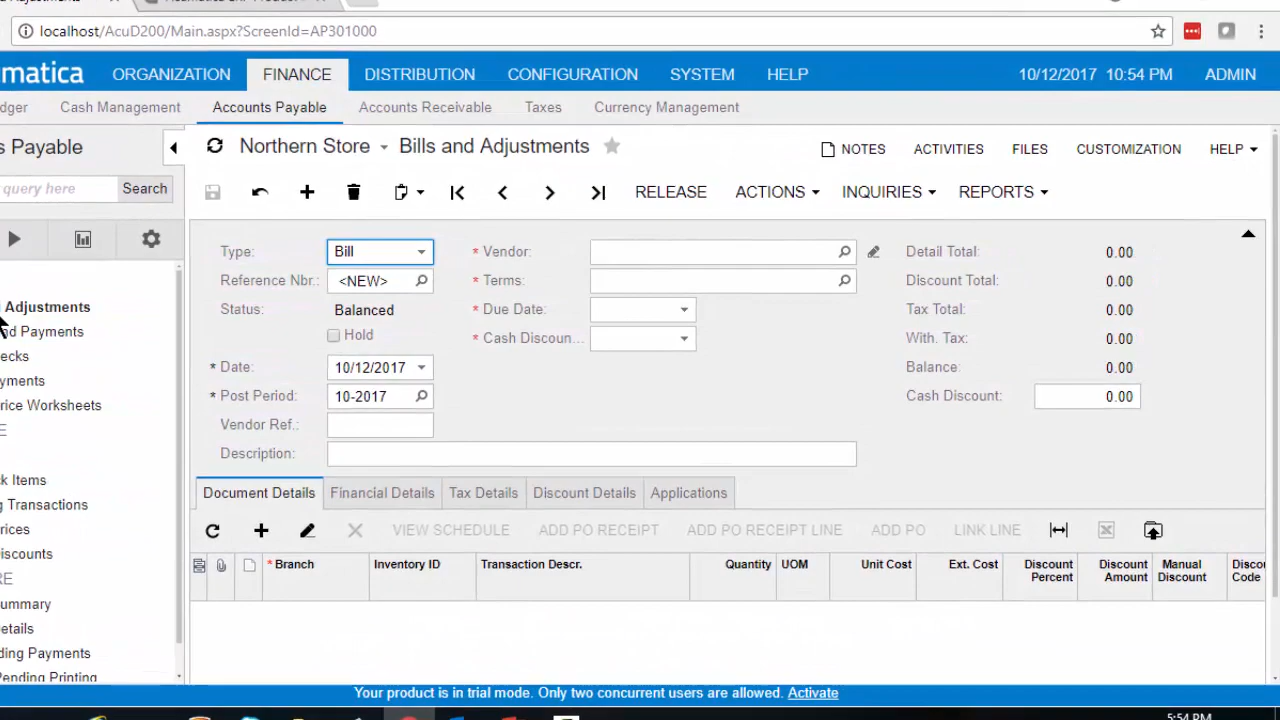 localhost/AcuD200/Main.aspx?ScreenId=AP301000
matica ORGANIZATION FINANCE DISTRIBUTION CONFIGURATION SYSTEM HELP 10/12/2017 10:54 PM ADMIN
dger Cash Management Accounts Payable Accounts Receivable Taxes Currency Management
s Payable Northern Store Bills and Adjustments NOTES ACTIVITIES FILES CUSTOMIZATION HELP
query here Search RELEASE ACTIONS INQUIRIES REPORTS
Type: Bill * Vendor: Detail Total: 0.00
Reference Nbr.: <NEW> * Terms: Discount Total: 0.00
Adjustments Status: Balanced * Due Date: Tax Total: 0.00
nd Payments Hold * Cash Discoun... With. Tax: 0.00
ecks * Date: 10/12/2017 Balance: 0.00
yments * Post Period: 10-2017 Cash Discount: 0.00
rice Worksheets Vendor Ref.:
E Description:
k Items Document Details Financial Details Tax Details Discount Details Applications
g Transactions
rices VIEW SCHEDULE ADD PO RECEIPT ADD PO RECEIPT LINE ADD PO LINK LINE
iscounts * Branch Inventory ID Transaction Descr. Quantity UOM Unit Cost Ext. Cost Discount Percent Discount Amount Manual Discount Discou Code
RE
ummary
etails
ding Payments
Pending Printing
Your product is in trial mode. Only two concurrent users are allowed. Activate
5:54 PM